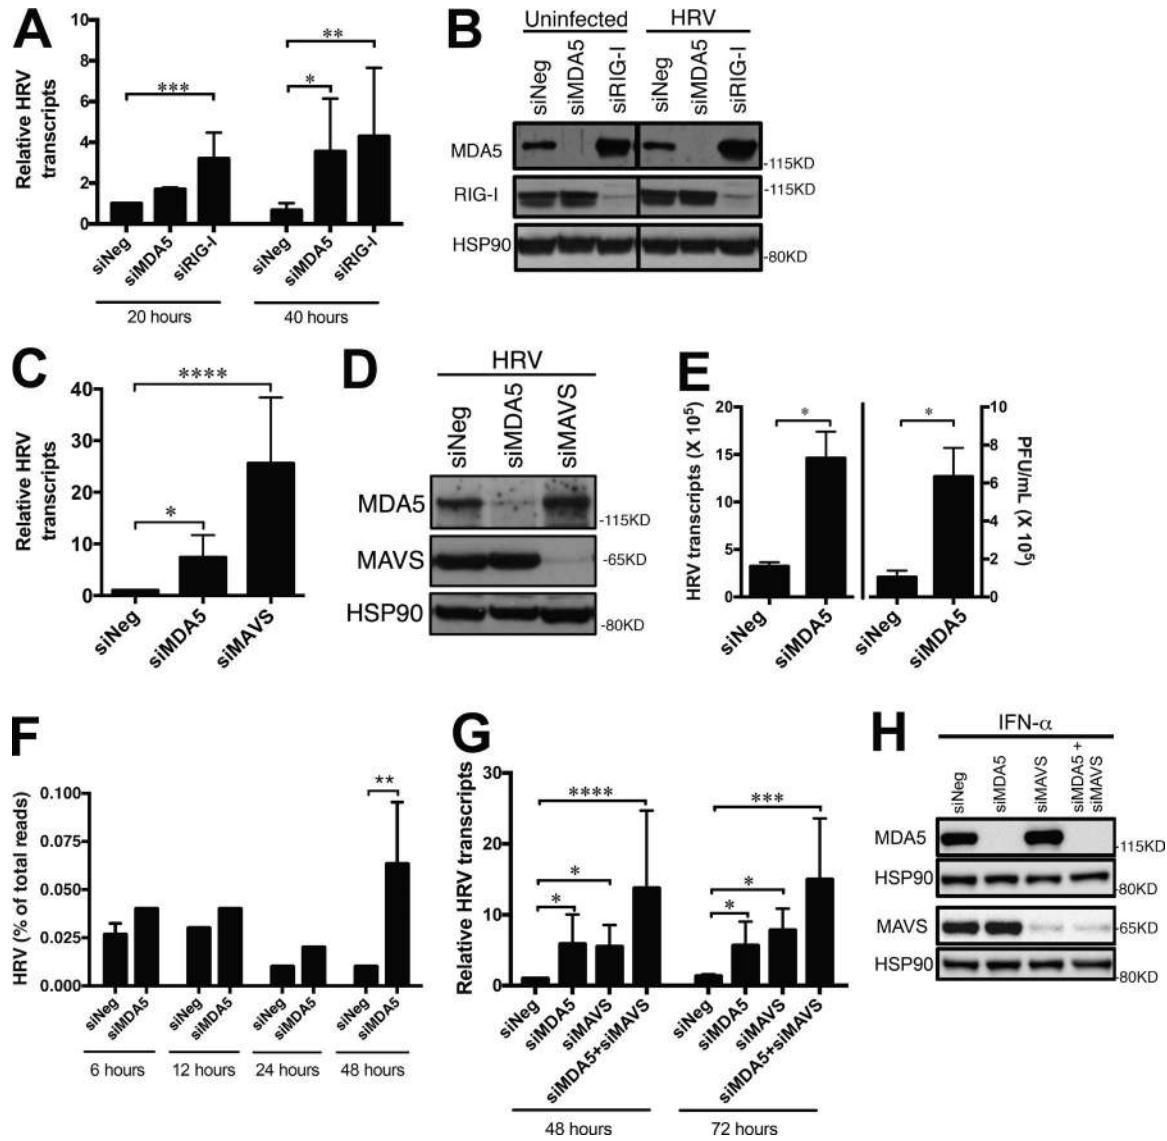 A
Relative HRV
transcripts
10
8
6
4
2
0
***
*
**
siNeg
siMDA5
siRIG-I
siNeg
siMDA5
siRIG-I
20 hours
40 hours
B
Uninfected
HRV
siNeg
siMDA5
siRIG-I
siNeg
siMDA5
siRIG-I
MDA5
-115KD
RIG-I
-115KD
HSP90
-80KD
C
Relative HRV
transcripts
40
30
20
10
0
****
*
siNeg
siMDA5
siMAVS
D
HRV
siNeg
siMDA5
siMAVS
MDA5
-115KD
MAVS
-65KD
HSP90
-80KD
E
HRV transcripts (X 10⁵)
20
15
10
5
0
*
*
10
8
6
4
2
0
PFU/mL (X 10⁵)
siNeg
siMDA5
siNeg
siMDA5
F
HRV (% of total reads)
0.100
0.075
0.050
0.025
0.000
**
siNeg
siMDA5
siNeg
siMDA5
siNeg
siMDA5
siNeg
siMDA5
6 hours
12 hours
24 hours
48 hours
G
Relative HRV transcripts
30
20
10
0
****
*
*
***
*
*
siNeg
siMDA5
siMAVS
siMDA5+siMAVS
siNeg
siMDA5
siMAVS
siMDA5+siMAVS
48 hours
72 hours
H
IFN-α
siNeg
siMDA5
siMAVS
siMDA5 +
siMAVS
MDA5
-115KD
HSP90
-80KD
MAVS
-65KD
HSP90
-80KD